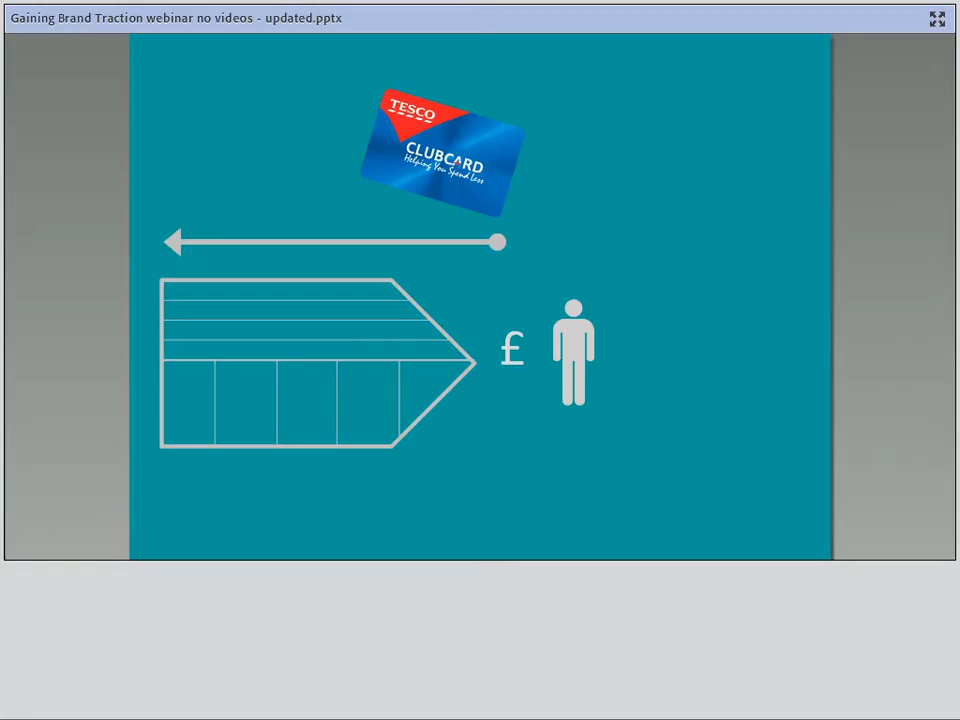 Gaining Brand Traction webinar no videos - updated.pptx
TESCO
CLUBCARD
Helping You Spend Less
£